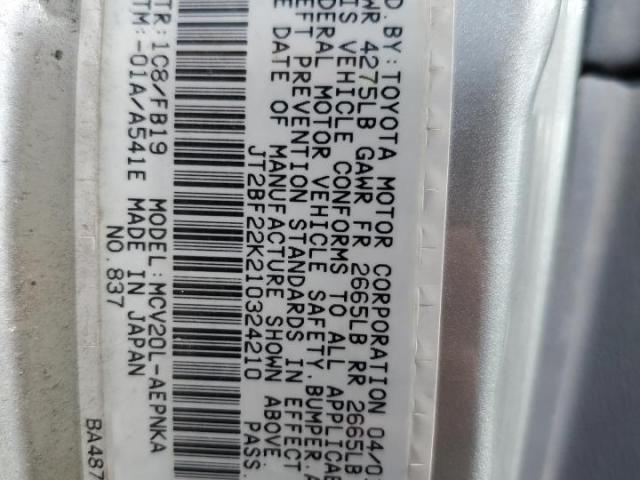 D. BY: TOYOTA MOTOR CORPORATION 04/0
WR 4275LB GAWR FR 2665LB RR 2665LB
IS VEHICLE CONFORMS TO ALL APPLICAB
DERAL MOTOR VEHICLE SAFETY, BUMPER, A
EFT PREVENTION STANDARDS IN EFFECT
E DATE OF MANUFACTURE SHOWN ABOVE.
JT2BF22K210324210 PASS.
TR: 1C8/FB19 MODEL: MCV20L-AEPNKA
TM: -01A/A541E MADE IN JAPAN
NO. 837
BA487